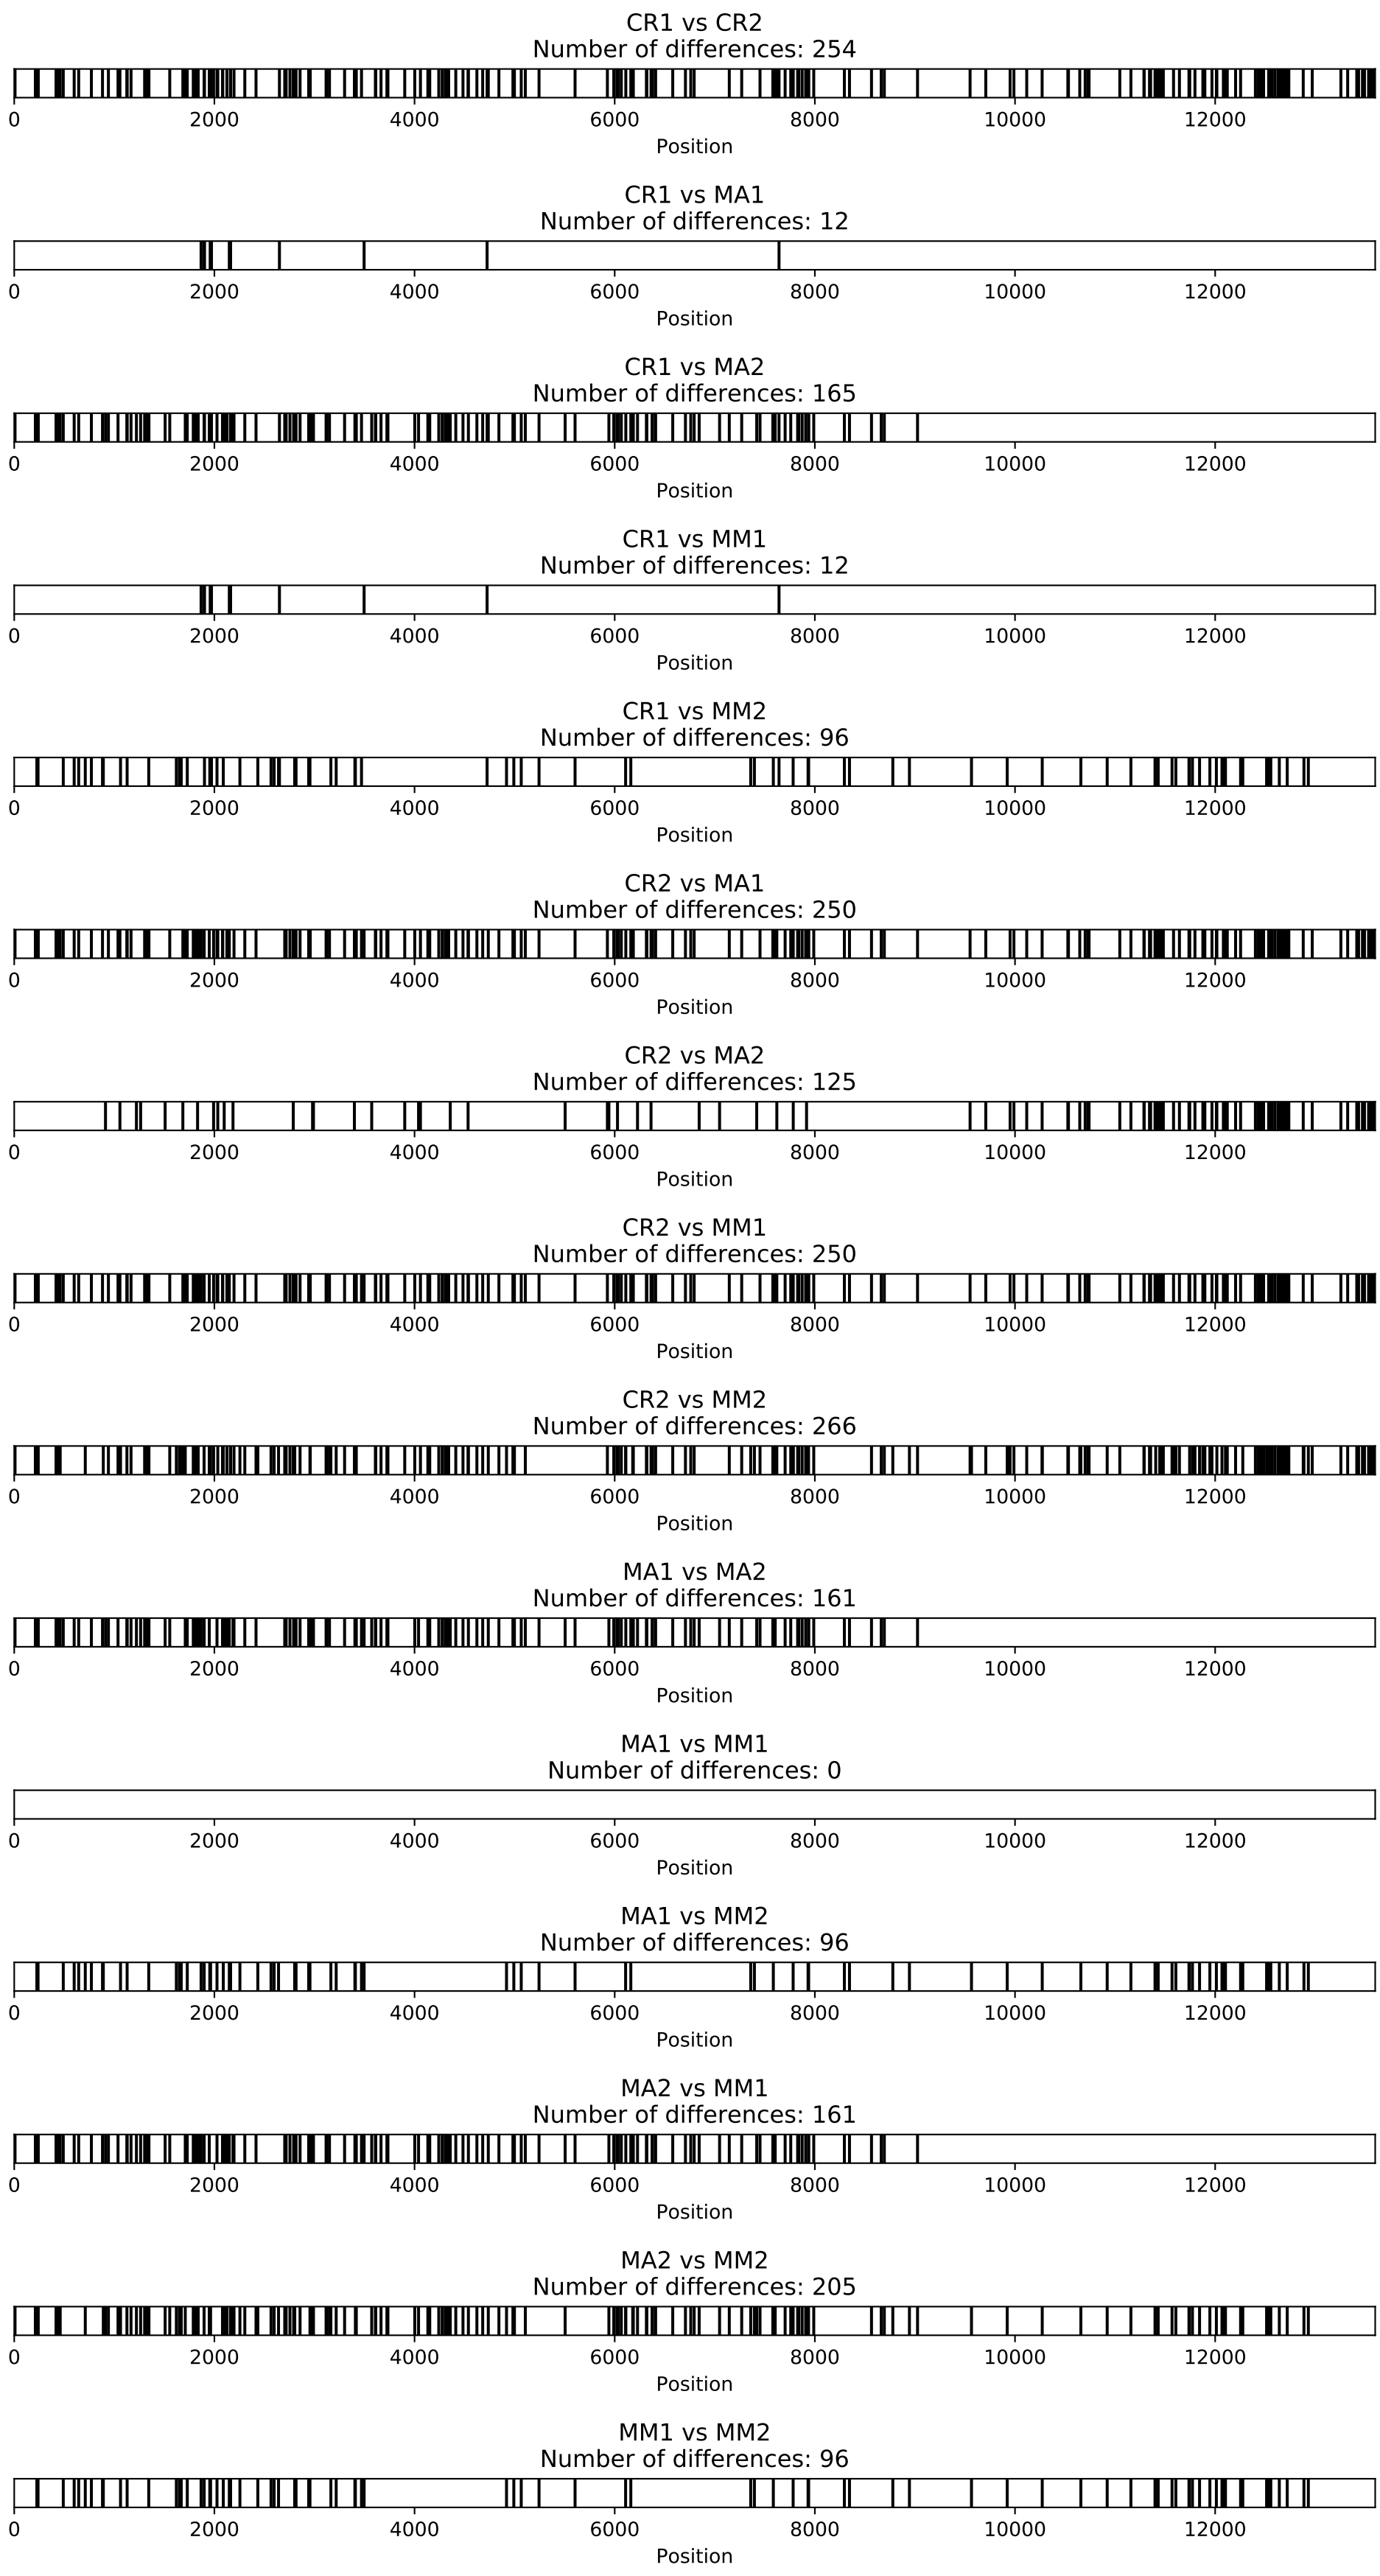 CR1 vs CR2
Number of differences: 254
0 2000 4000 6000 8000 10000 12000
Position
CR1 vs MA1
Number of differences: 12
0 2000 4000 6000 8000 10000 12000
Position
CR1 vs MA2
Number of differences: 165
0 2000 4000 6000 8000 10000 12000
Position
CR1 vs MM1
Number of differences: 12
0 2000 4000 6000 8000 10000 12000
Position
CR1 vs MM2
Number of differences: 96
0 2000 4000 6000 8000 10000 12000
Position
CR2 vs MA1
Number of differences: 250
0 2000 4000 6000 8000 10000 12000
Position
CR2 vs MA2
Number of differences: 125
0 2000 4000 6000 8000 10000 12000
Position
CR2 vs MM1
Number of differences: 250
0 2000 4000 6000 8000 10000 12000
Position
CR2 vs MM2
Number of differences: 266
0 2000 4000 6000 8000 10000 12000
Position
MA1 vs MA2
Number of differences: 161
0 2000 4000 6000 8000 10000 12000
Position
MA1 vs MM1
Number of differences: 0
0 2000 4000 6000 8000 10000 12000
Position
MA1 vs MM2
Number of differences: 96
0 2000 4000 6000 8000 10000 12000
Position
MA2 vs MM1
Number of differences: 161
0 2000 4000 6000 8000 10000 12000
Position
MA2 vs MM2
Number of differences: 205
0 2000 4000 6000 8000 10000 12000
Position
MM1 vs MM2
Number of differences: 96
0 2000 4000 6000 8000 10000 12000
Position